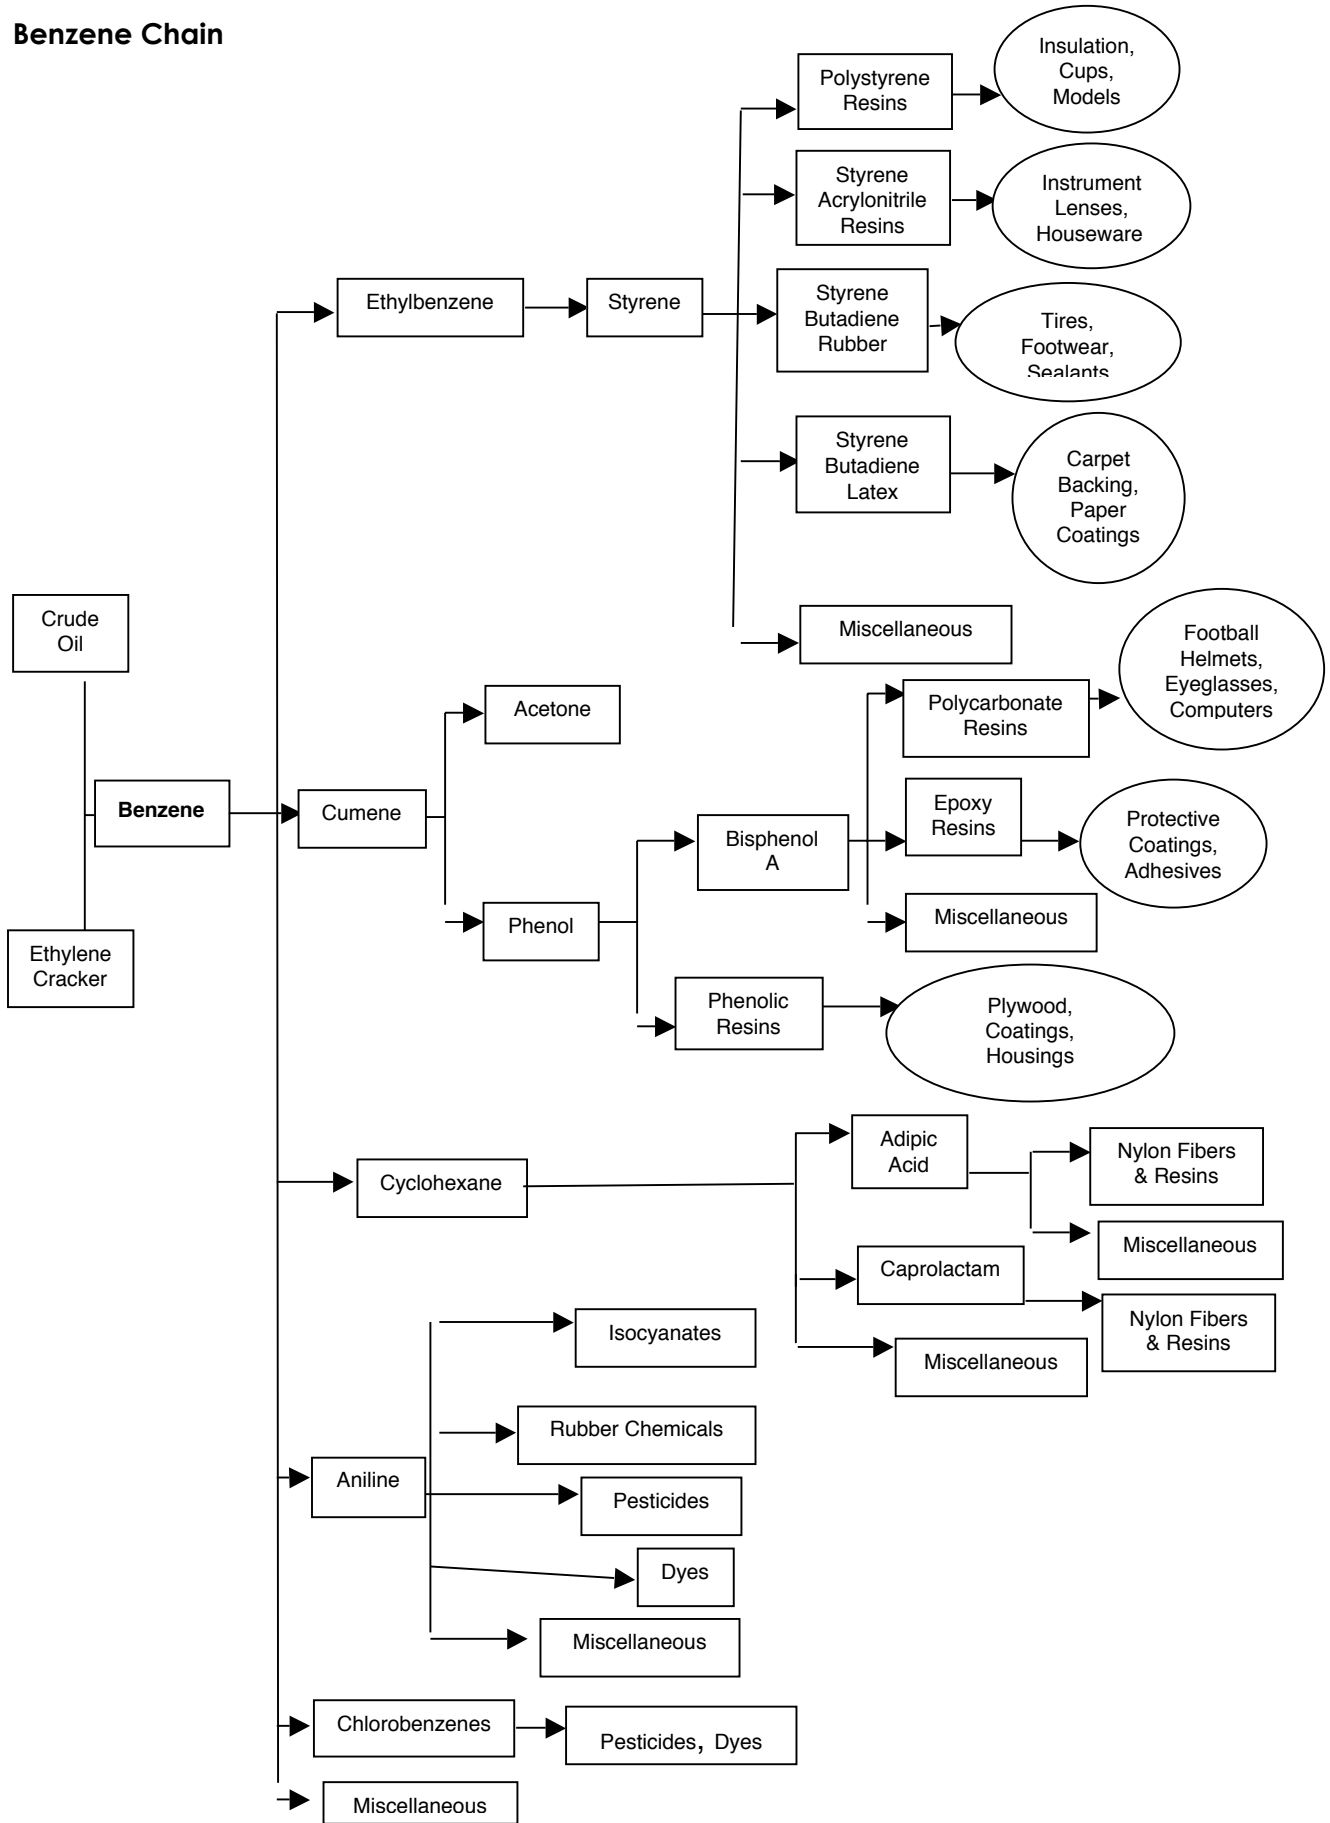 Benzene Chain
Insulation,
Cups,
Models
Polystyrene
Resins
Styrene
Acrylonitrile
Resins
Instrument
Lenses,
Houseware
Ethylbenzene
Styrene
Styrene
Butadiene
Rubber
Tires,
Footwear,
Sealants
Styrene
Butadiene
Latex
Carpet
Backing,
Paper
Coatings
Crude
Oil
Miscellaneous
Football
Helmets,
Eyeglasses,
Computers
Acetone
Polycarbonate
Resins
Benzene
Cumene
Bisphenol
A
Epoxy
Resins
Protective
Coatings,
Adhesives
Phenol
Miscellaneous
Ethylene
Cracker
Phenolic
Resins
Plywood,
Coatings,
Housings
Cyclohexane
Adipic
Acid
Nylon Fibers
& Resins
Miscellaneous
Caprolactam
Nylon Fibers
& Resins
Miscellaneous
Isocyanates
Rubber Chemicals
Aniline
Pesticides
Dyes
Miscellaneous
Chlorobenzenes
Pesticides, Dyes
Miscellaneous